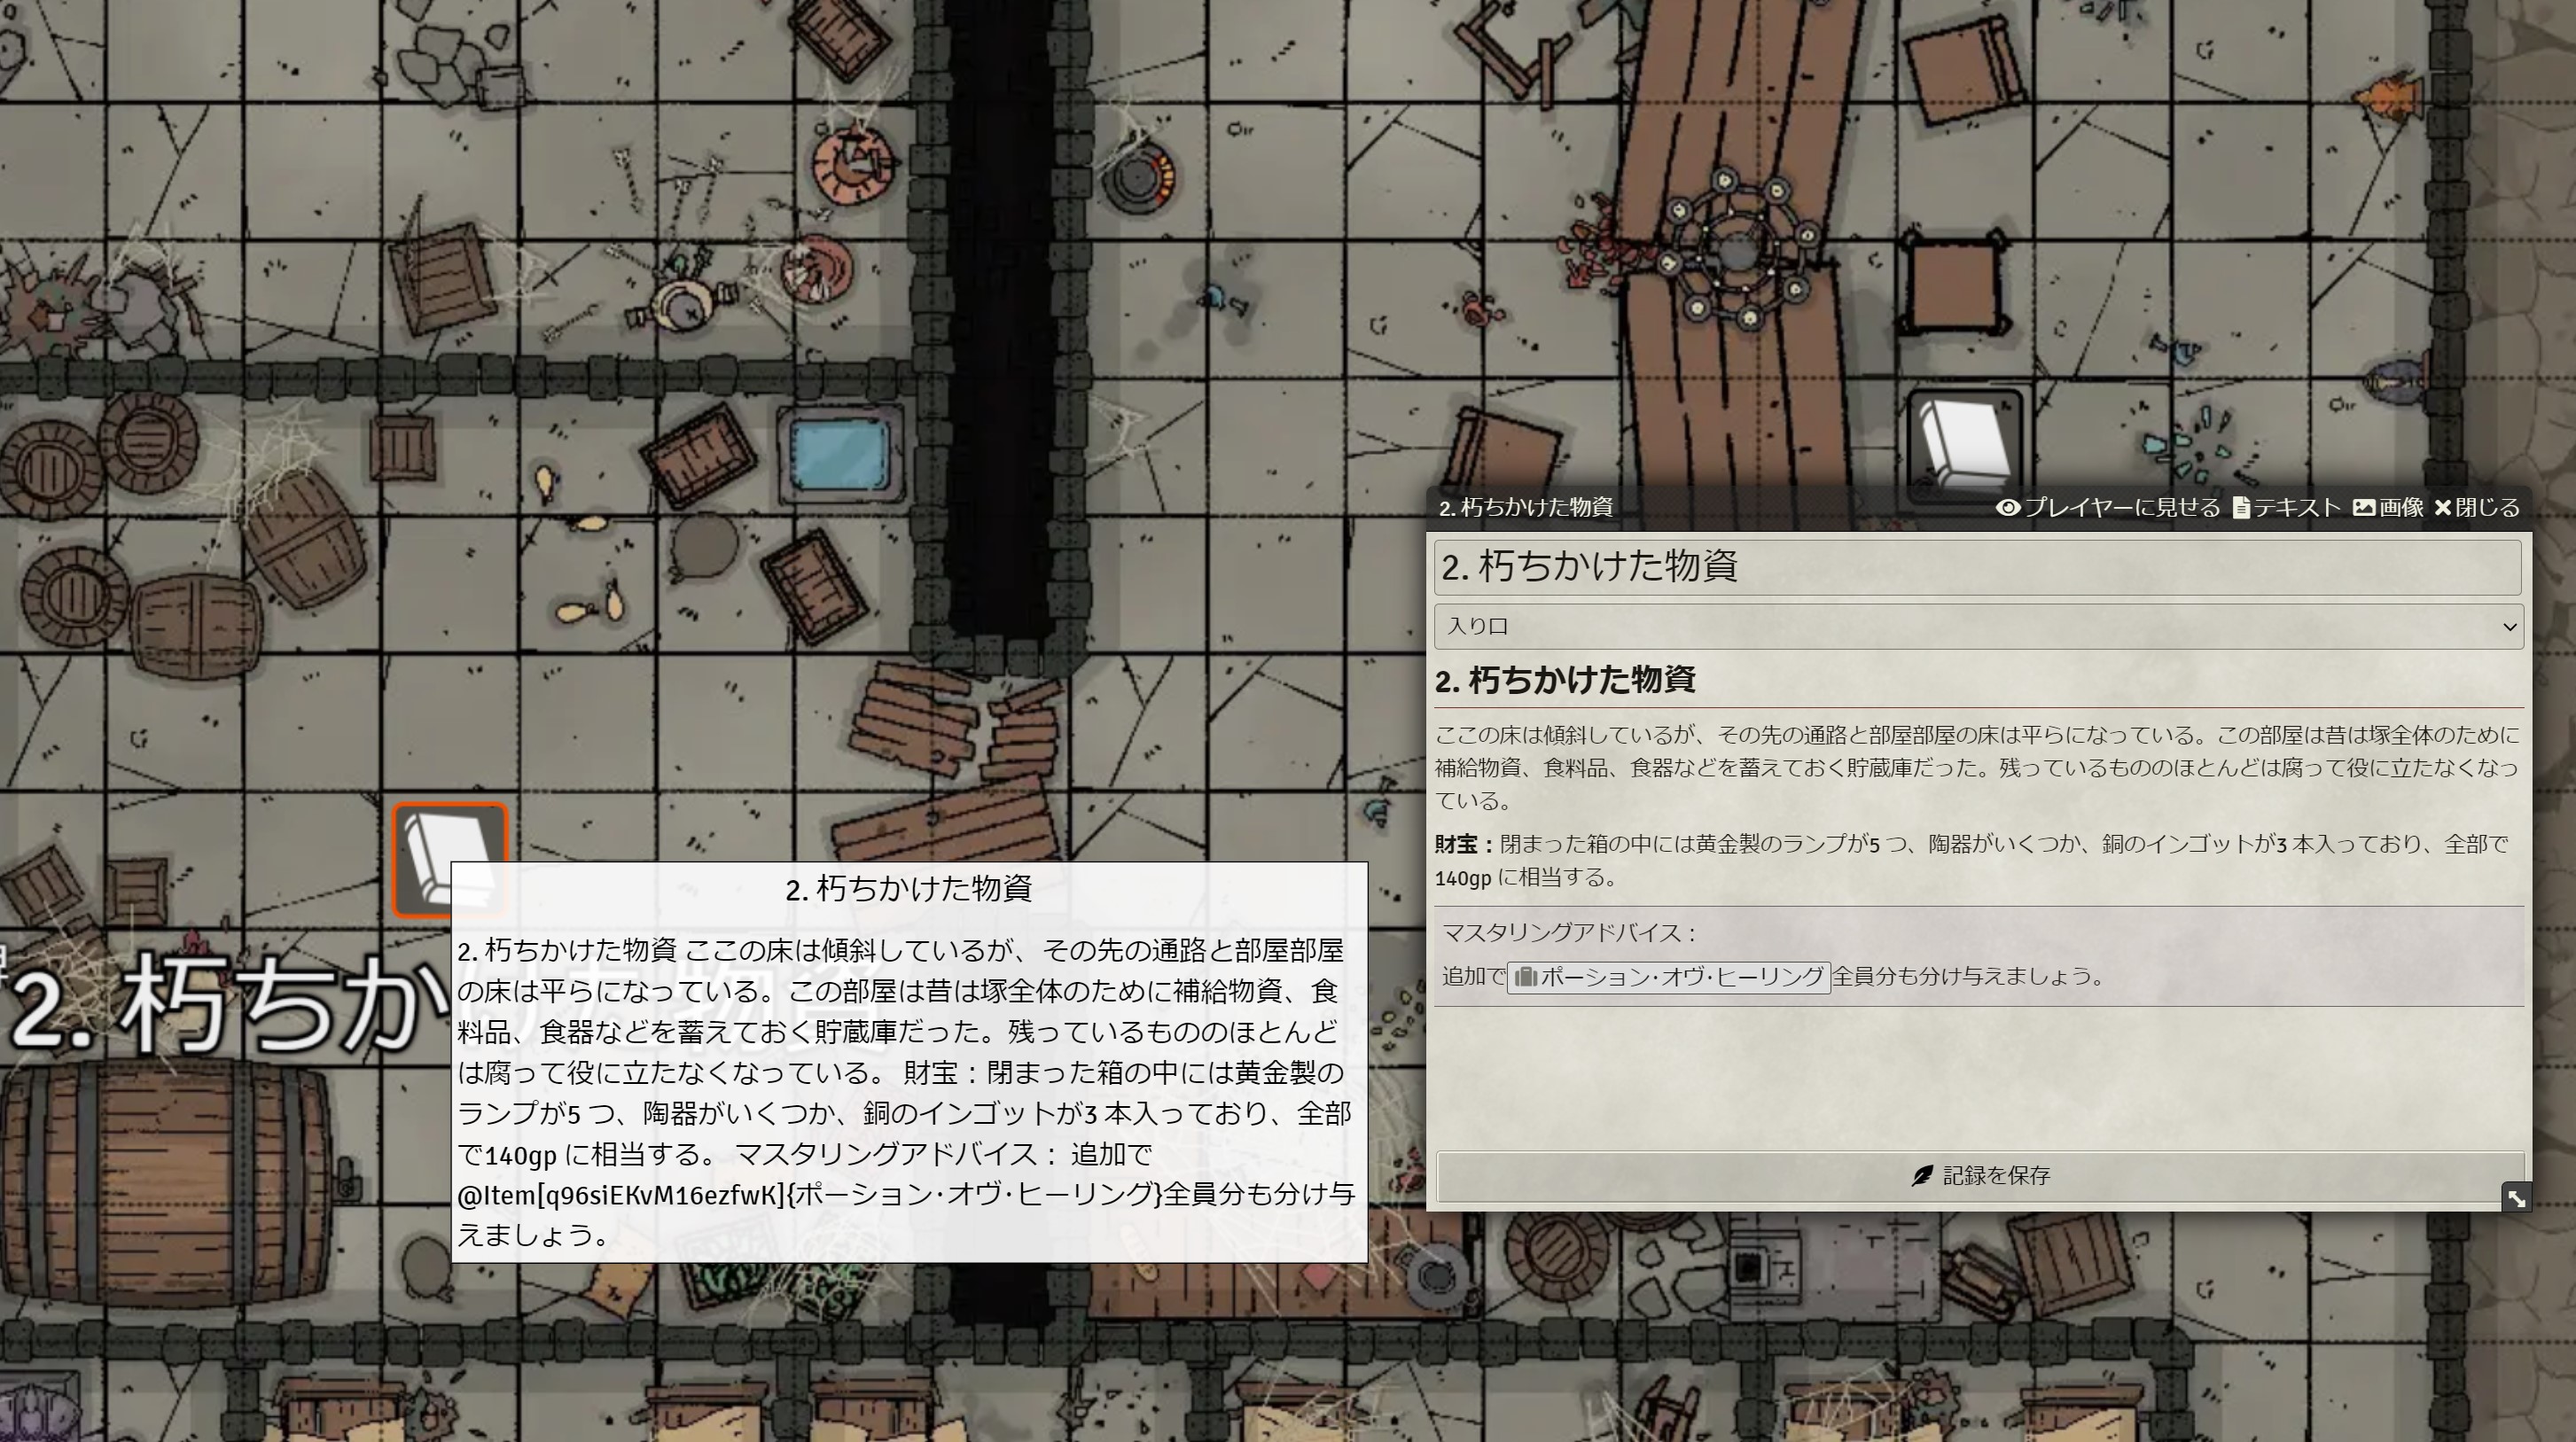 2. 朽ちかけた物資
プレイヤーに見せる テキスト 画像 閉じる
2. 朽ちかけた物資
入り口
2. 朽ちかけた物資
ここの床は傾斜しているが、その先の通路と部屋部屋の床は平らになっている。この部屋は昔は塚全体のために
補給物資、食料品、食器などを蓄えておく貯蔵庫だった。残っているもののほとんどは腐って役に立たなくなっ
ている。
財宝：閉まった箱の中には黄金製のランプが5 つ、陶器がいくつか、銅のインゴットが3 本入っており、全部で
140gp に相当する。
マスタリングアドバイス：
追加で ポーション･オヴ･ヒーリング 全員分も分け与えましょう。
記録を保存
2. 朽ちかけた物資
2. 朽ちかけた物資 ここの床は傾斜しているが、その先の通路と部屋部屋
の床は平らになっている。この部屋は昔は塚全体のために補給物資、食
料品、食器などを蓄えておく貯蔵庫だった。残っているもののほとんど
は腐って役に立たなくなっている。 財宝：閉まった箱の中には黄金製の
ランプが5 つ、陶器がいくつか、銅のインゴットが3 本入っており、全部
で140gp に相当する。 マスタリングアドバイス： 追加で
@Item[q96siEKvM16ezfwK]{ポーション･オヴ･ヒーリング}全員分も分け与
えましょう。
2. 朽ちかけた物資